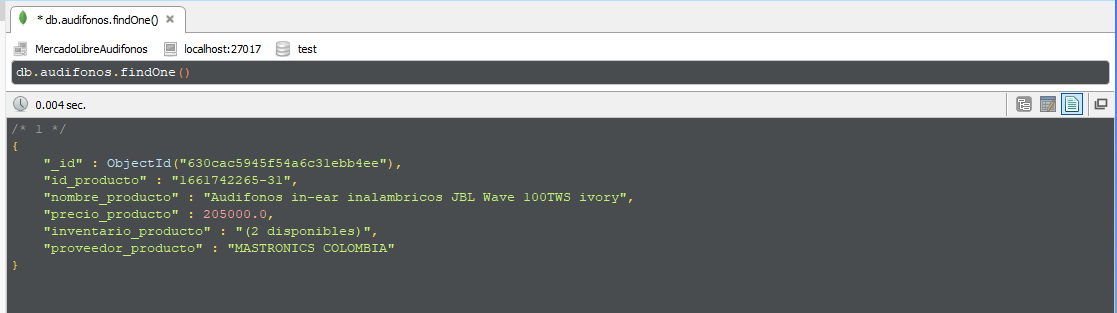 * db.audifonos.findOne()
MercadoLibreAudifonos localhost:27017 test
db.audifonos.findOne()
0.004 sec.
/* 1 */
{
    "_id" : ObjectId("630cac5945f54a6c31ebb4ee"),
    "id_producto" : "1661742265-31",
    "nombre_producto" : "Audifonos in-ear inalambricos JBL Wave 100TWS ivory",
    "precio_producto" : 205000.0,
    "inventario_producto" : "(2 disponibles)",
    "proveedor_producto" : "MASTRONICS COLOMBIA"
}